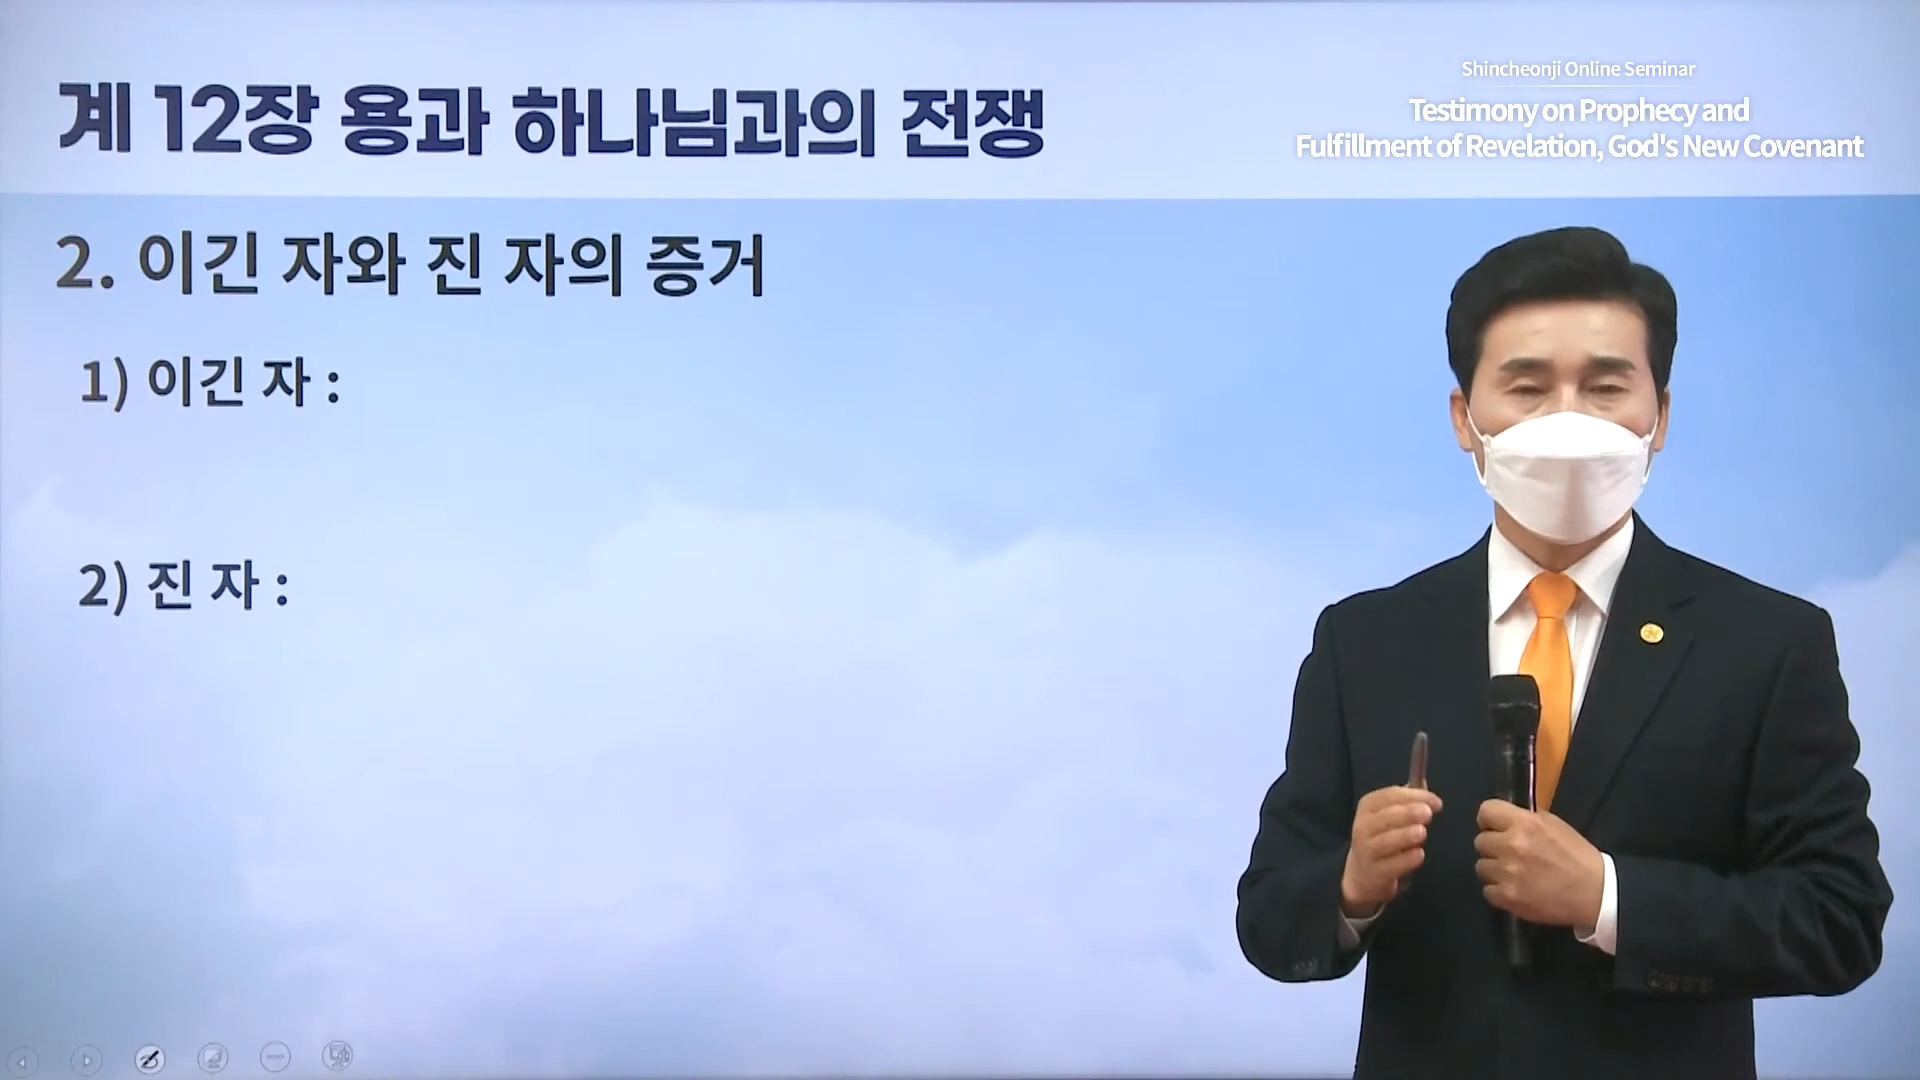 계 12장 용과 하나님과의 전쟁
Shincheonji Online Seminar
Testimony on Prophecy and
Fulfillment of Revelation, God's New Covenant
2. 이긴 자와 진 자의 증거
1) 이긴 자 :
2) 진 자 :